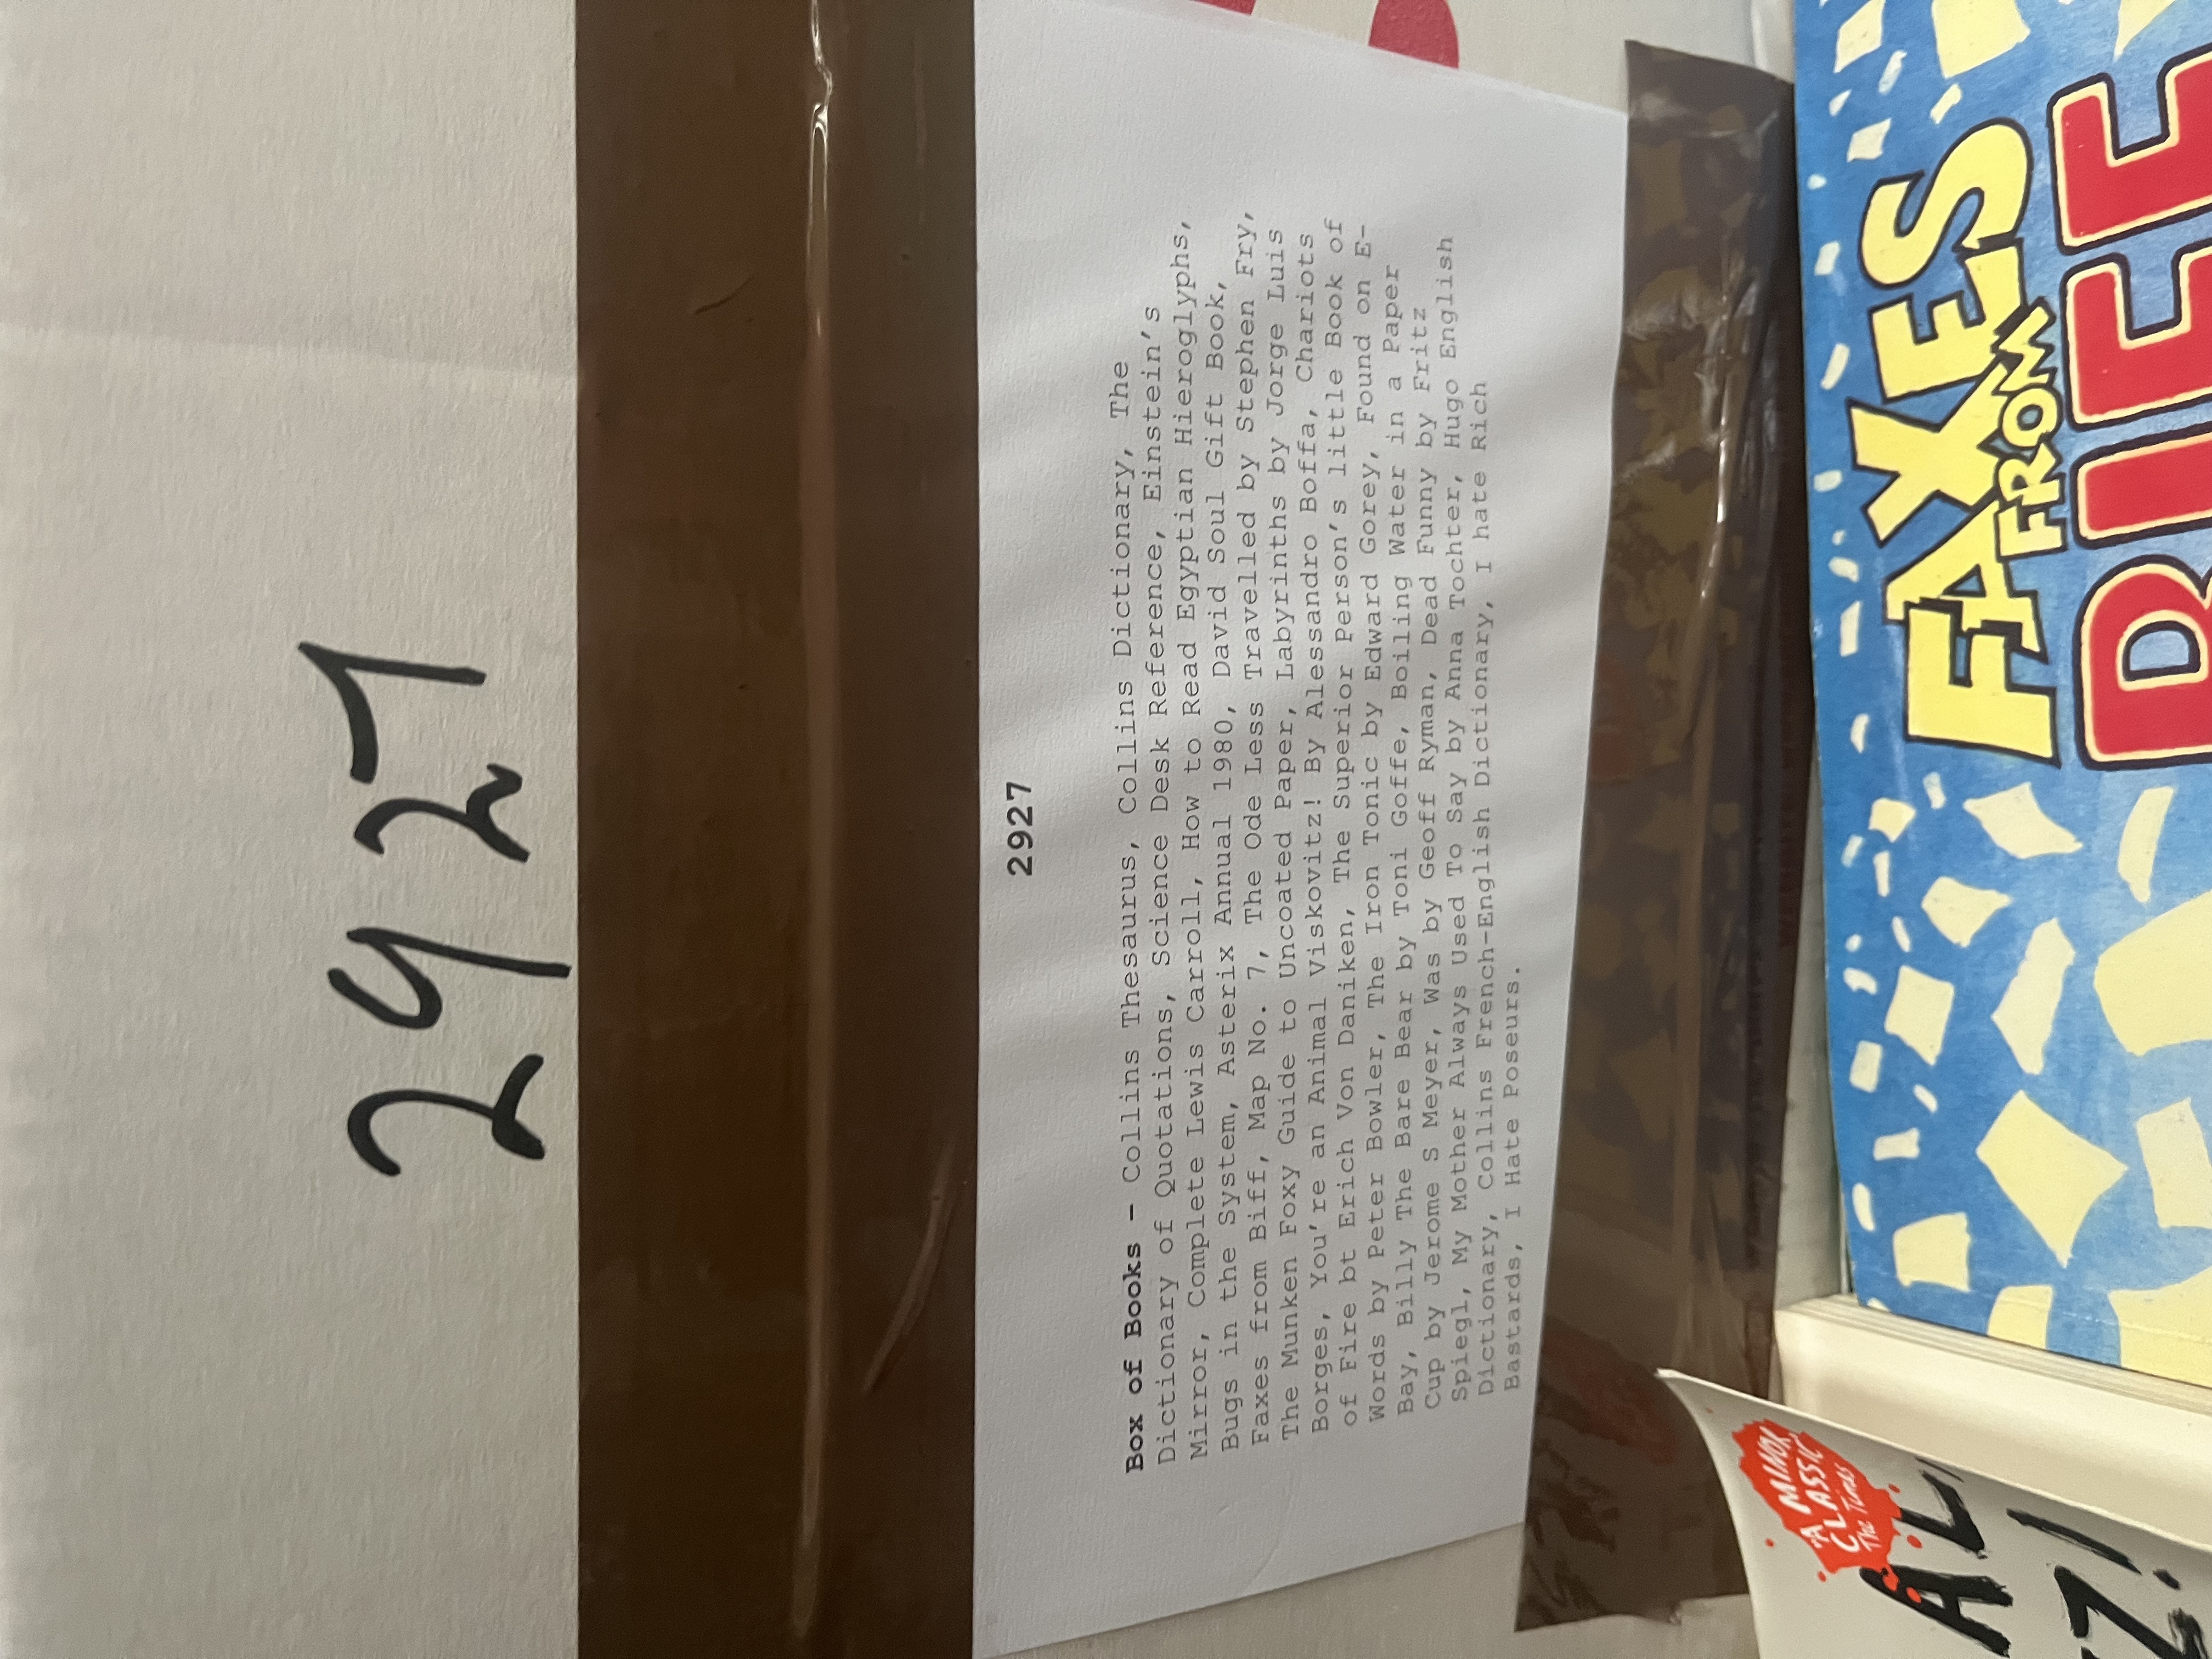 2927
2927
Box of Books – Collins Thesaurus, Collins Dictionary, The
Dictionary of Quotations, Science Desk Reference, Einstein's
Mirror, Complete Lewis Carroll, How to Read Egyptian Hieroglyphs,
Bugs in the System, Asterix Annual 1980, David Soul Gift Book,
Faxes from Biff, Map No. 7, The Ode Less Travelled by Stephen Fry,
The Munken Foxy Guide to Uncoated Paper, Labyrinths by Jorge Luis
Borges, You're an Animal Viskovitz! By Alessandro Boffa, Chariots
of Fire bt Erich Von Daniken, The Superior Person's little Book of
Words by Peter Bowler, The Iron Tonic by Edward Gorey, Found on E-
Bay, Billy The Bare Bear by Toni Goffe, Boiling Water in a Paper
Cup by Jerome S Meyer, Was by Geoff Ryman, Dead Funny by Fritz
Spiegl, My Mother Always Used To Say by Anna Tochter, Hugo English
Dictionary, Collins French-English Dictionary, I hate Rich
Bastards, I Hate Poseurs.
FAXES
FROM
"A MINOR
CLASSIC"
The Times